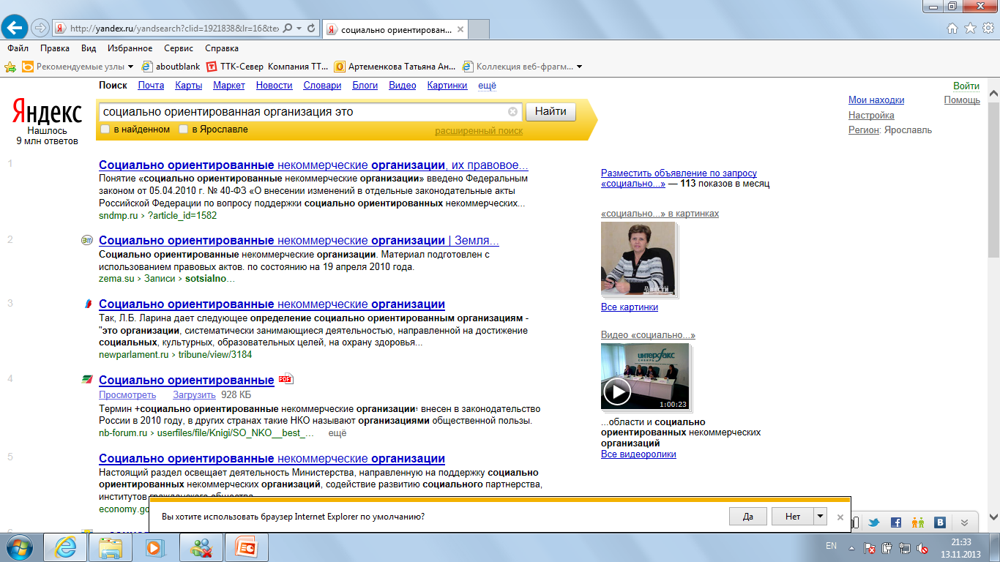 http://yandex.ru/yandsearch?clid=1921838&lr=16&te
социально ориентирован...
Файл Правка Вид Избранное Сервис Справка
Рекомендуемые узлы aboutblank ТТК-Север Компания ТТ... Артеменкова Татьяна Ан... Коллекция веб-фрагм...
Поиск Почта Карты Маркет Новости Словари Блоги Видео Картинки ещё
Войти
Мои находки Помощь
Настройка
Регион: Ярославль
Яндекс
Нашлось
9 млн ответов
социально ориентированная организация это
Найти
в найденном в Ярославле расширенный поиск
1
Социально ориентированные некоммерческие организации, их правовое...
Понятие «социально ориентированные некоммерческие организации» введено Федеральным
законом от 05.04.2010 г. № 40-ФЗ «О внесении изменений в отдельные законодательные акты
Российской Федерации по вопросу поддержки социально ориентированных некоммерческих...
sndmp.ru › ?article_id=1582
2
Социально ориентированные некоммерческие организации | Земля...
Социально ориентированные некоммерческие организации. Материал подготовлен с
использованием правовых актов. по состоянию на 19 апреля 2010 года.
zema.su › Записи › sotsialno...
3
Социально ориентированные некоммерческие организации
Так, Л.Б. Ларина дает следующее определение социально ориентированным организациям -
"это организации, систематически занимающиеся деятельностью, направленной на достижение
социальных, культурных, образовательных целей, на охрану здоровья...
newparlament.ru › tribune/view/3184
4
Социально ориентированные PDF
Просмотреть Загрузить 928 КБ
Термин +социально ориентированные некоммерческие организации: внесен в законодательство
России в 2010 году, в других странах такие НКО называют организациями общественной пользы.
nb-forum.ru › userfiles/file/Knigi/SO_NKO__best_... ещё
5
Социально ориентированные некоммерческие организации
Настоящий раздел освещает деятельность Министерства, направленную на поддержку социально
ориентированных некоммерческих организаций, содействие развитию социального партнерства,
институтов гражданского общества
economy.go
Разместить объявление по запросу
«социально...» — 113 показов в месяц
«социально...» в картинках
ВЕСТИ
Все картинки
Видео «социально...»
интерфакс
СИБИРЬ
1:00:23
...области и социально
ориентированных некоммерческих
организаций
Все видеоролики
Вы хотите использовать браузер Internet Explorer по умолчанию?
Да Нет
EN
21:33
13.11.2013